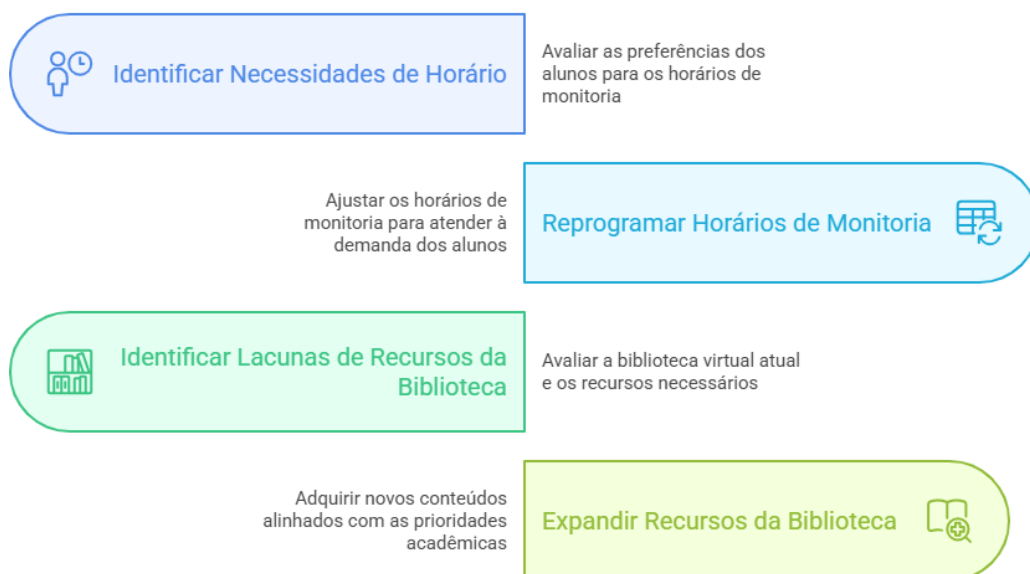 Identificar Necessidades de Horário
Avaliar as preferências dos
alunos para os horários de
monitoria
Ajustar os horários de
monitoria para atender à
demanda dos alunos
Reprogramar Horários de Monitoria
Identificar Lacunas de Recursos da
Biblioteca
Avaliar a biblioteca virtual atual
e os recursos necessários
Adquirir novos conteúdos
alinhados com as prioridades
acadêmicas
Expandir Recursos da Biblioteca